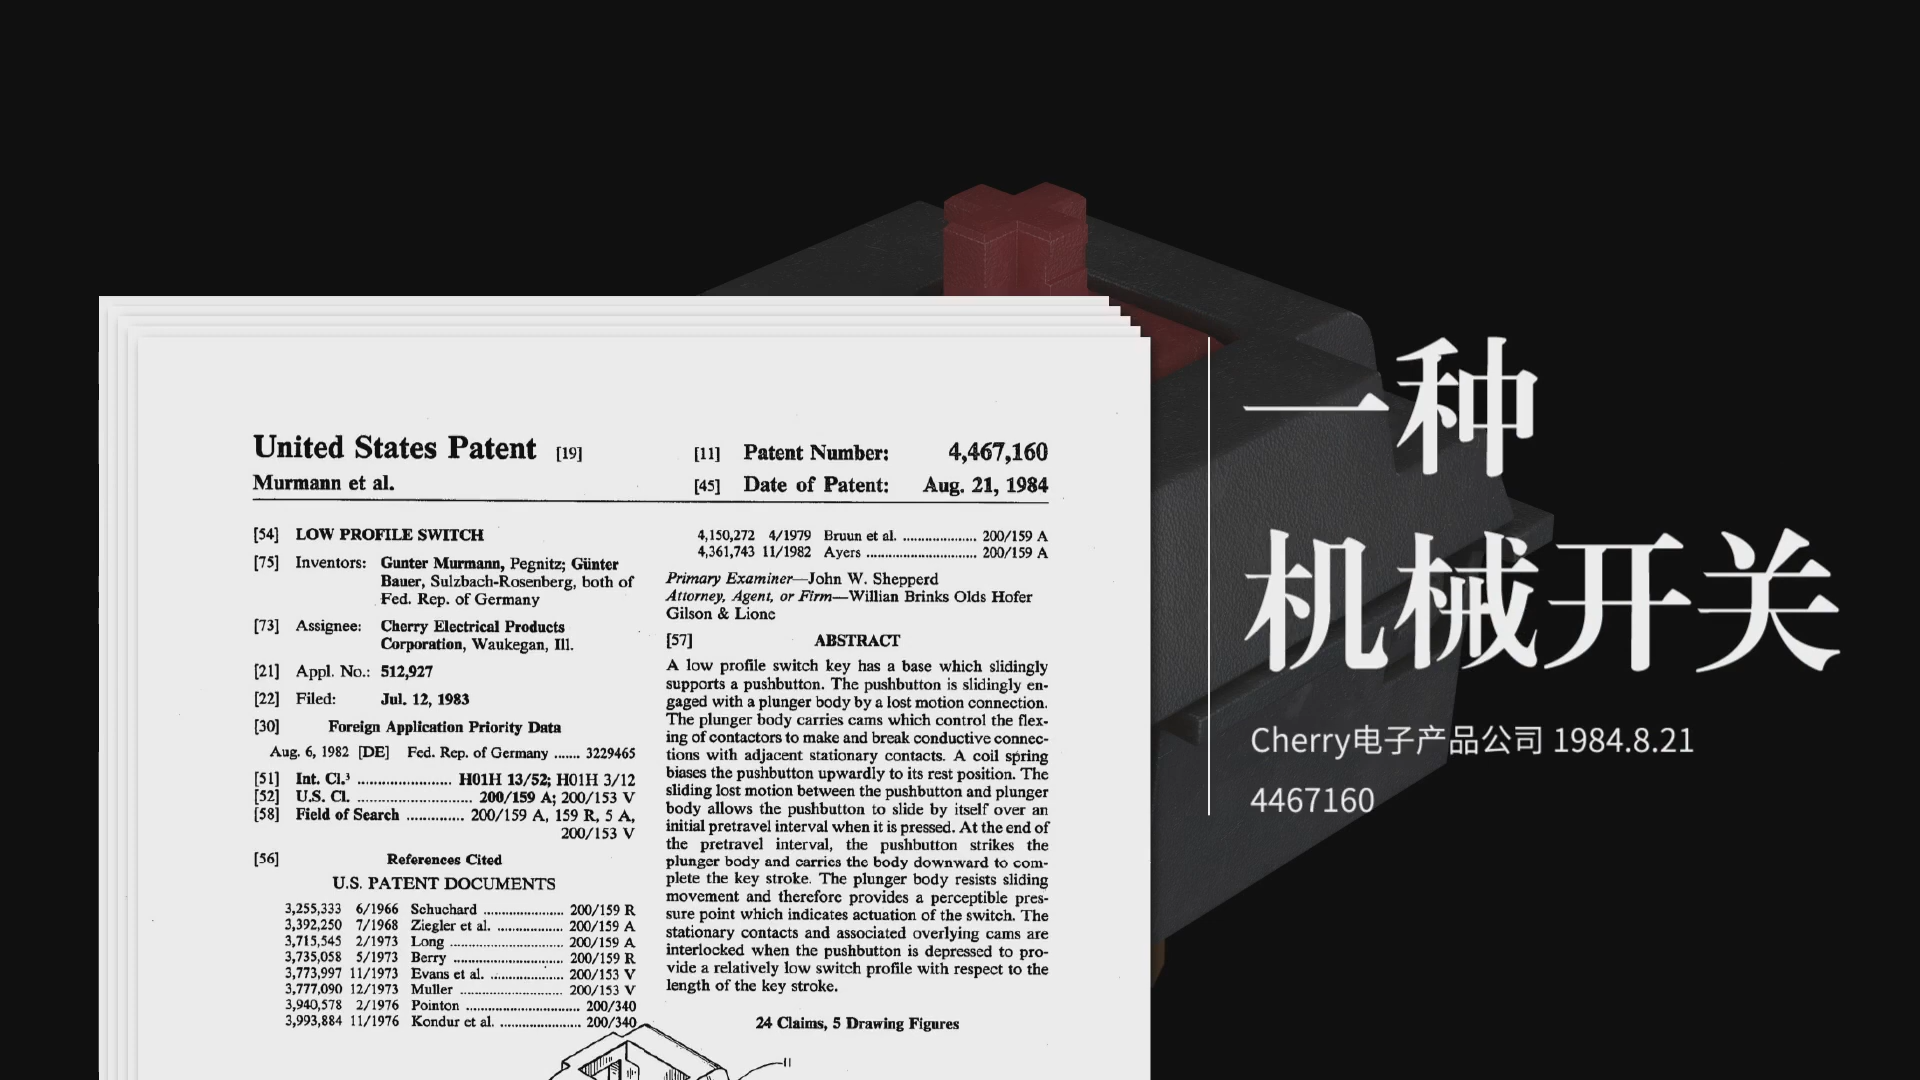 United States Patent [19]
Murmann et al.
[11] Patent Number: 4,467,160
[45] Date of Patent: Aug. 21, 1984
[54] LOW PROFILE SWITCH
[75] Inventors: Gunter Murmann, Pegnitz; Günter
Bauer, Sulzbach-Rosenberg, both of
Fed. Rep. of Germany
[73] Assignee: Cherry Electrical Products
Corporation, Waukegan, Ill.
[21] Appl. No.: 512,927
[22] Filed: Jul. 12, 1983
[30] Foreign Application Priority Data
Aug. 6, 1982 [DE] Fed. Rep. of Germany ....... 3229465
[51] Int. Cl.³ ...................... H01H 13/52; H01H 3/12
[52] U.S. Cl. ........................... 200/159 A; 200/153 V
[58] Field of Search ............. 200/159 A, 159 R, 5 A,
200/153 V
[56] References Cited
U.S. PATENT DOCUMENTS
3,255,333 6/1966 Schuchard ...................... 200/159 R
3,392,250 7/1968 Ziegler et al. ................... 200/159 A
3,715,545 2/1973 Long ............................... 200/159 A
3,735,058 5/1973 Berry .............................. 200/159 R
3,773,997 11/1973 Evans et al. ..................... 200/153 V
3,777,090 12/1973 Muller ............................ 200/153 V
3,940,578 2/1976 Pointon ................................ 200/340
3,993,884 11/1976 Kondur et al. ....................... 200/340
4,150,272 4/1979 Bruun et al. .................... 200/159 A
4,361,743 11/1982 Ayers .............................. 200/159 A
Primary Examiner—John W. Shepperd
Attorney, Agent, or Firm—Willian Brinks Olds Hofer
Gilson & Lione
[57] ABSTRACT
A low profile switch key has a base which slidingly
supports a pushbutton. The pushbutton is slidingly en-
gaged with a plunger body by a lost motion connection.
The plunger body carries cams which control the flex-
ing of contactors to make and break conductive connec-
tions with adjacent stationary contacts. A coil spring
biases the pushbutton upwardly to its rest position. The
sliding lost motion between the pushbutton and plunger
body allows the pushbutton to slide by itself over an
initial pretravel interval when it is pressed. At the end of
the pretravel interval, the pushbutton strikes the
plunger body and carries the body downward to com-
plete the key stroke. The plunger body resists sliding
movement and therefore provides a perceptible pres-
sure point which indicates actuation of the switch. The
stationary contacts and associated overlying cams are
interlocked when the pushbutton is depressed to pro-
vide a relatively low switch profile with respect to the
length of the key stroke.
24 Claims, 5 Drawing Figures
11
一种
机械开关
Cherry电子产品公司 1984.8.21
4467160